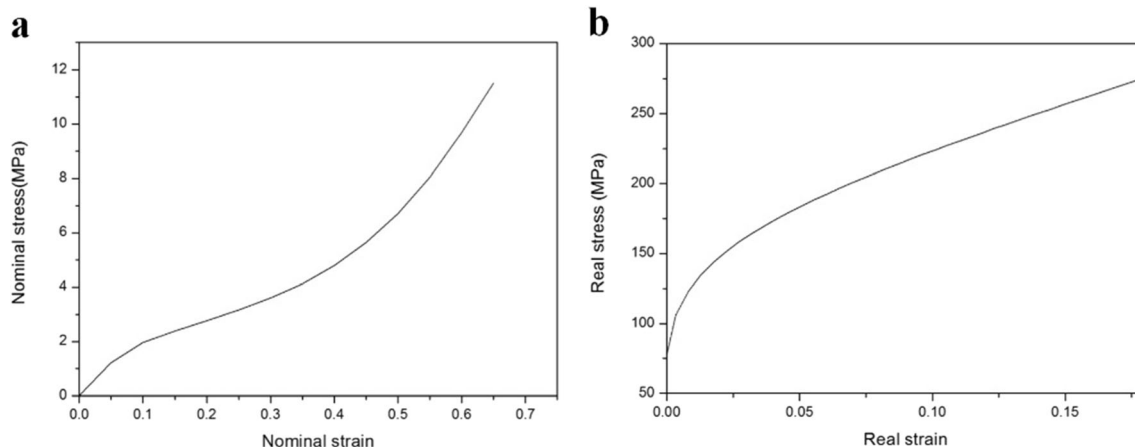 a
12
10
8
6
4
2
0
Nominal stress(MPa)
0.0 0.1 0.2 0.3 0.4 0.5 0.6 0.7
Nominal strain
b
300
250
200
150
100
50
Real stress (MPa)
0.00 0.05 0.10 0.15
Real strain